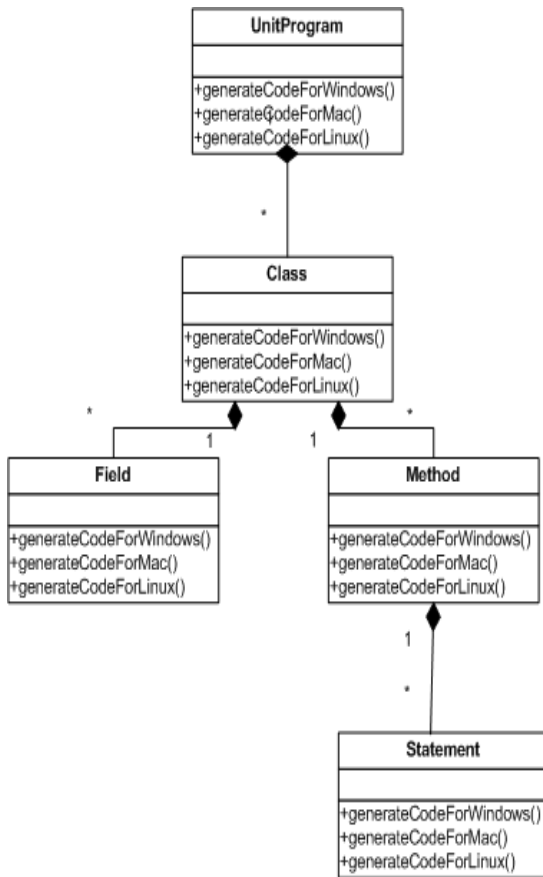 UnitProgram
+generateCodeForWindows()
+generateCodeForMac()
+generateCodeForLinux()
*
Class
+generateCodeForWindows()
+generateCodeForMac()
+generateCodeForLinux()
*
1
1
*
Field
+generateCodeForWindows()
+generateCodeForMac()
+generateCodeForLinux()
Method
+generateCodeForWindows()
+generateCodeForMac()
+generateCodeForLinux()
1
*
Statement
+generateCodeForWindows()
+generateCodeForMac()
+generateCodeForLinux()